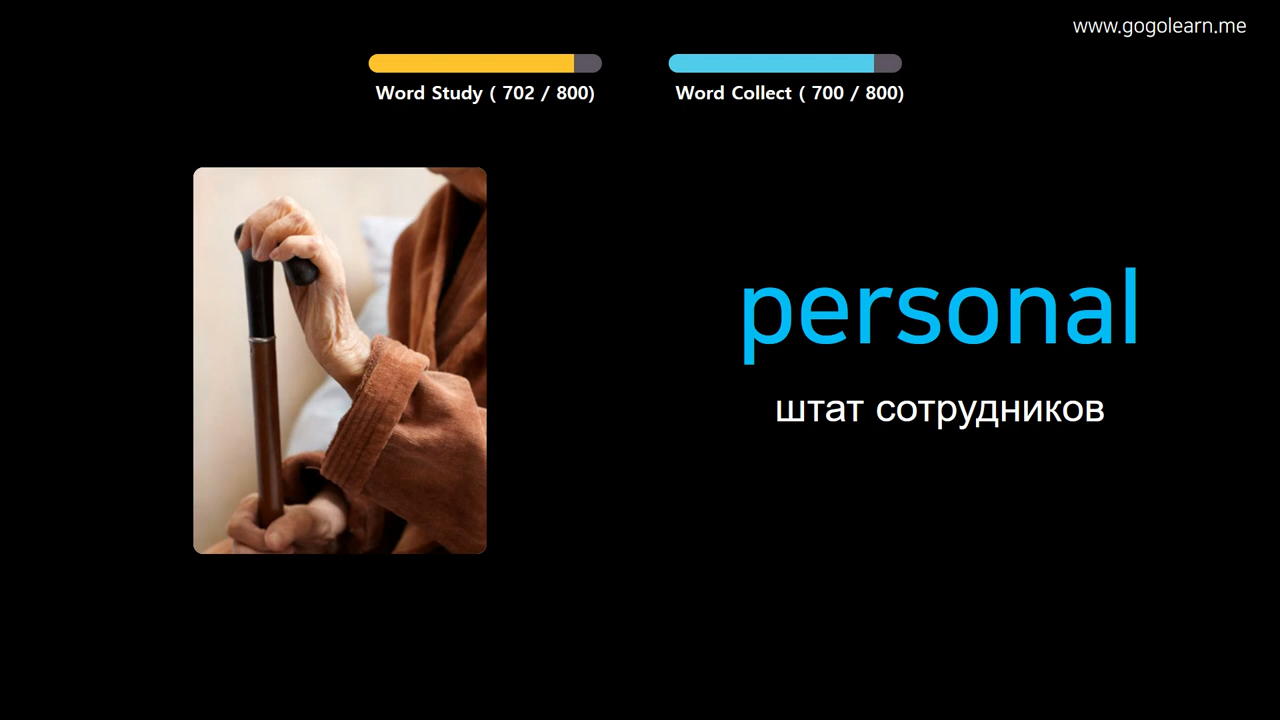 www.gogolearn.me
Word Study ( 702 / 800)
Word Collect ( 700 / 800)
personal
штат сотрудников